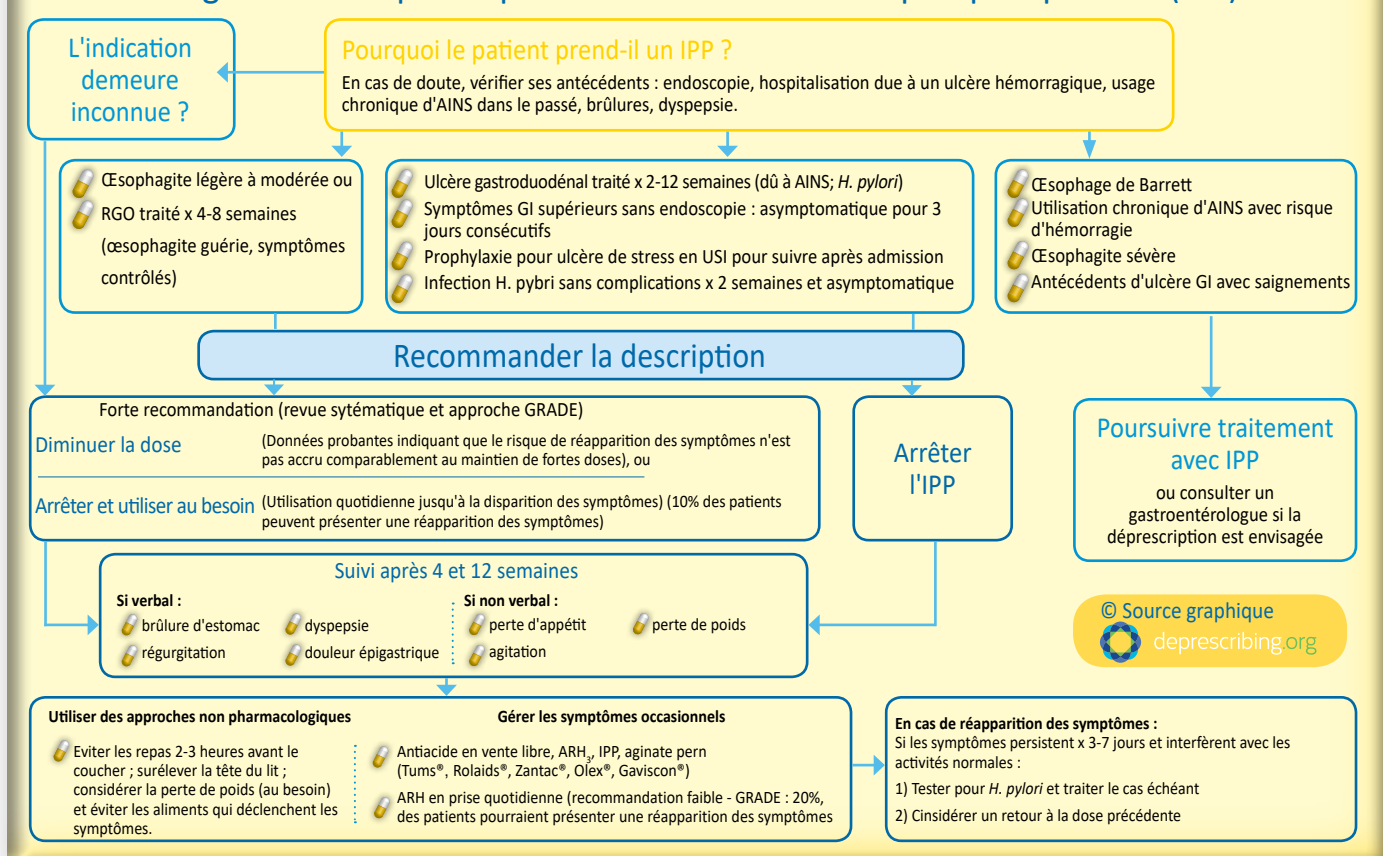 L'indication
demeure
inconnue ?
Pourquoi le patient prend-il un IPP ?
En cas de doute, vérifier ses antécédents : endoscopie, hospitalisation due à un ulcère hémorragique, usage
chronique d'AINS dans le passé, brûlures, dyspepsie.
Œsophagite légère à modérée ou
RGO traité x 4-8 semaines
(œsophagite guérie, symptômes
contrôlés)
Ulcère gastroduodénal traité x 2-12 semaines (dû à AINS; H. pylori)
Symptômes GI supérieurs sans endoscopie : asymptomatique pour 3
jours consécutifs
Prophylaxie pour ulcère de stress en USI pour suivre après admission
Infection H. pybri sans complications x 2 semaines et asymptomatique
Œsophage de Barrett
Utilisation chronique d'AINS avec risque
d'hémorragie
Œsophagite sévère
Antécédents d'ulcère GI avec saignements
Recommander la description
Forte recommandation (revue sytématique et approche GRADE)
Diminuer la dose
(Données probantes indiquant que le risque de réapparition des symptômes n'est
pas accru comparablement au maintien de fortes doses), ou
Arrêter et utiliser au besoin
(Utilisation quotidienne jusqu'à la disparition des symptômes) (10% des patients
peuvent présenter une réapparition des symptômes)
Arrêter
l'IPP
Poursuivre traitement
avec IPP
ou consulter un
gastroentérologue si la
déprescription est envisagée
Suivi après 4 et 12 semaines
Si verbal :
brûlure d'estomac
dyspepsie
régurgitation
douleur épigastrique
Si non verbal :
perte d'appétit
perte de poids
agitation
© Source graphique
deprescribing.org
Utiliser des approches non pharmacologiques
Eviter les repas 2-3 heures avant le
coucher ; surélever la tête du lit ;
considérer la perte de poids (au besoin)
et éviter les aliments qui déclenchent les
symptômes.
Gérer les symptômes occasionnels
Antiacide en vente libre, ARH₃, IPP, aginate pern
(Tums®, Rolaids®, Zantac®, Olex®, Gaviscon®)
ARH en prise quotidienne (recommandation faible - GRADE : 20%,
des patients pourraient présenter une réapparition des symptômes
En cas de réapparition des symptômes :
Si les symptômes persistent x 3-7 jours et interfèrent avec les
activités normales :
1) Tester pour H. pylori et traiter le cas échéant
2) Cinsidérer un retour à la dose précédente